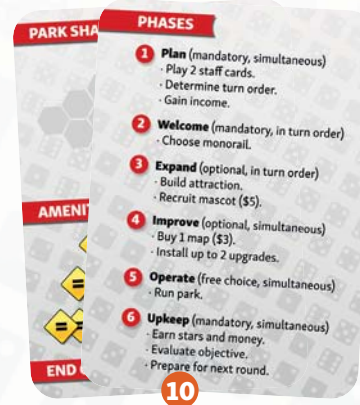 PARK SHA
AMENI
END
PHASES
1 Plan (mandatory, simultaneous)
· Play 2 staff cards.
· Determine turn order.
· Gain income.
2 Welcome (mandatory, in turn order)
· Choose monorail.
3 Expand (optional, in turn order)
· Build attraction.
· Recruit mascot ($5).
4 Improve (optional, simultaneous)
· Buy 1 map ($3).
· Install up to 2 upgrades.
5 Operate (free choice, simultaneous)
· Run park.
6 Upkeep (mandatory, simultaneous)
· Earn stars and money.
· Evaluate objective.
· Prepare for next round.
10